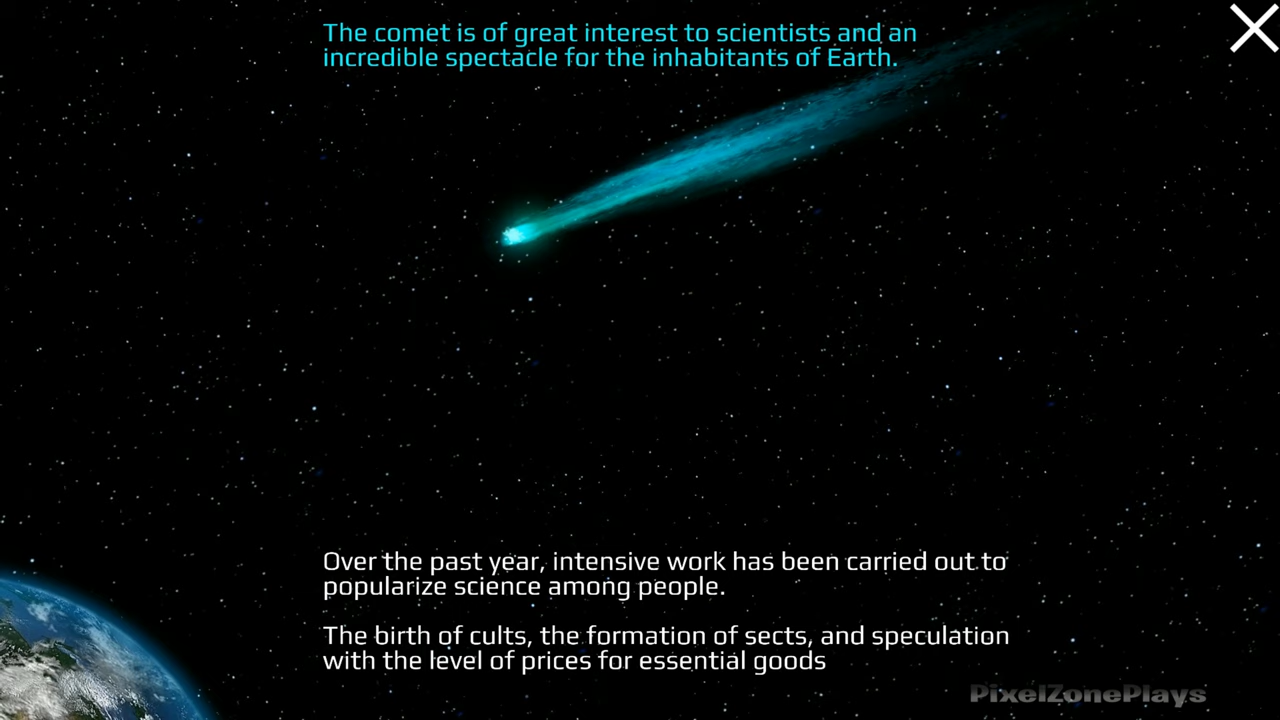 The comet is of great interest to scientists and an
incredible spectacle for the inhabitants of Earth.
Over the past year, intensive work has been carried out to
popularize science among people.
The birth of cults, the formation of sects, and speculation
with the level of prices for essential goods
PixelZonePlays